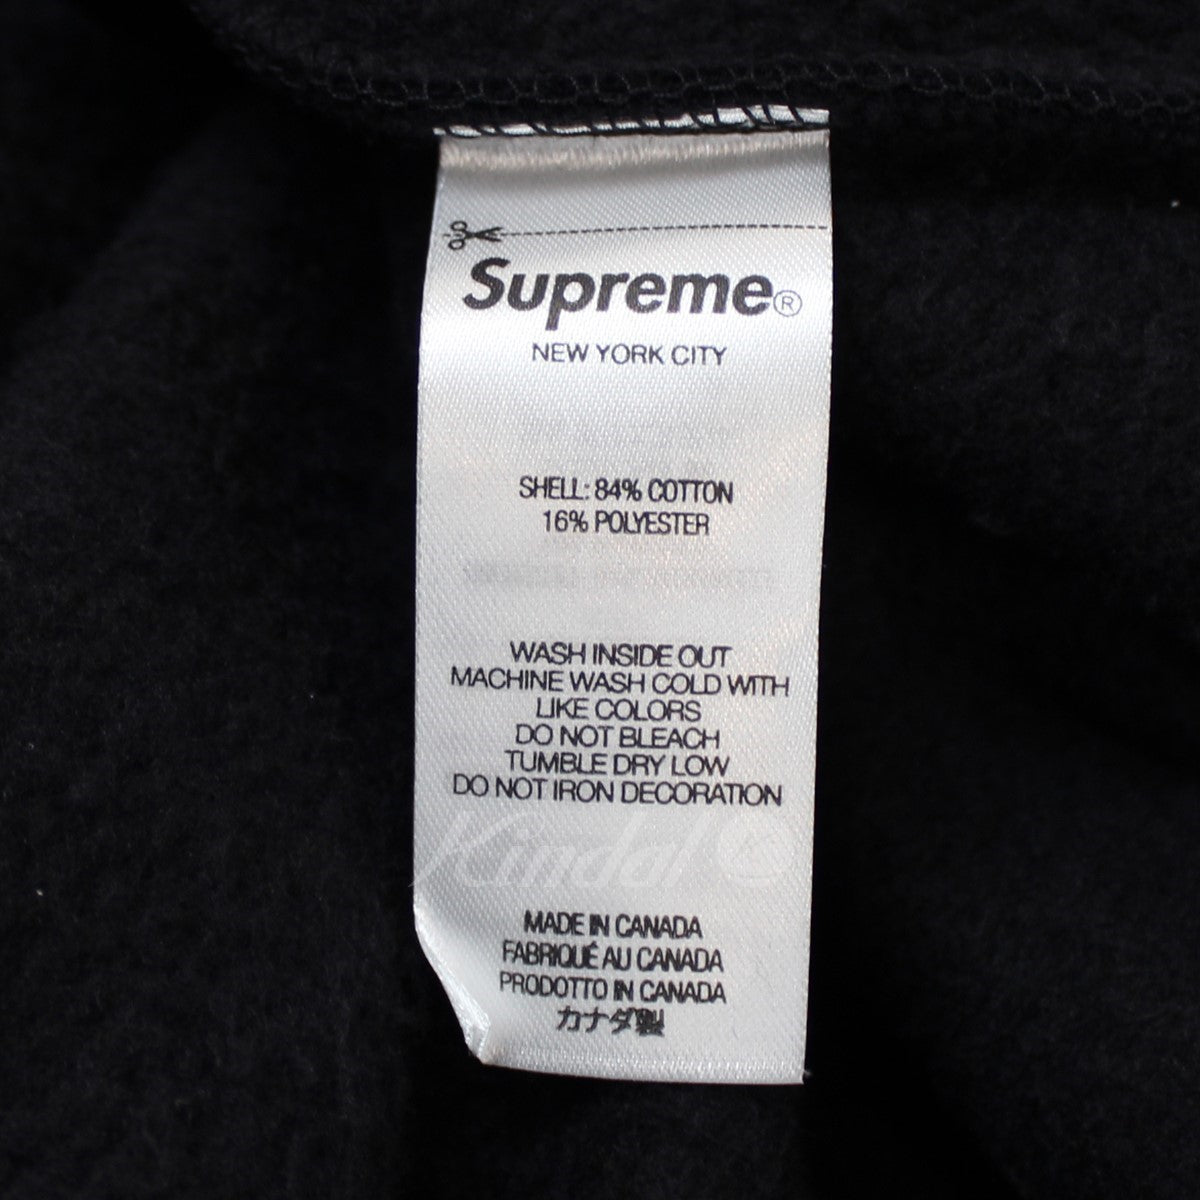 Supreme®
NEW YORK CITY
SHELL: 84% COTTON
16% POLYESTER
WASH INSIDE OUT
MACHINE WASH COLD WITH
LIKE COLORS
DO NOT BLEACH
TUMBLE DRY LOW
DO NOT IRON DECORATION
Kindal
MADE IN CANADA
FABRIQUÉ AU CANADA
PRODOTTO IN CANADA
カナダ製